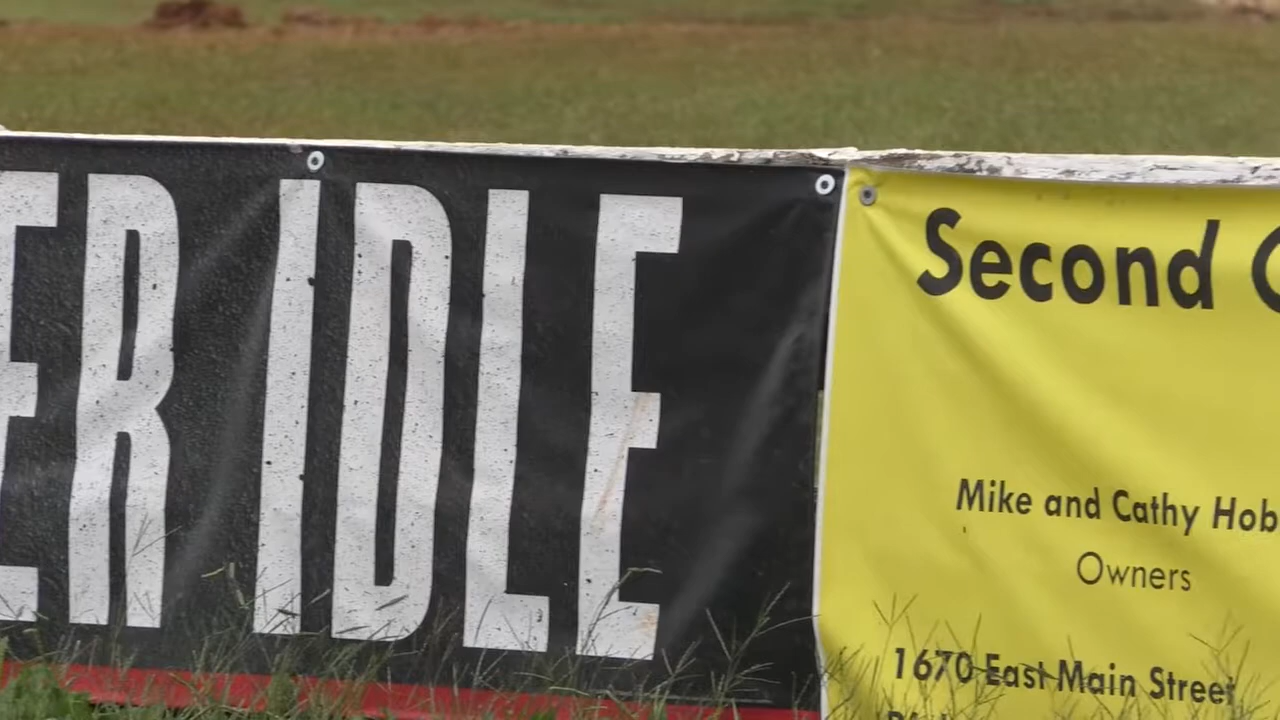 ER IDLE
Second
Mike and Cathy Hob
Owners
1670 East Main Street